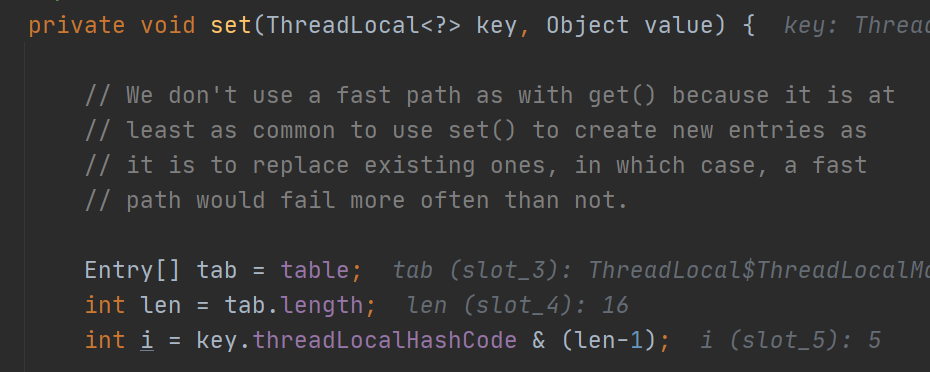 private void set(ThreadLocal<?> key, Object value) {  key: Thread
// We don't use a fast path as with get() because it is at
// least as common to use set() to create new entries as
// it is to replace existing ones, in which case, a fast
// path would fail more often than not.
Entry[] tab = table;  tab (slot_3): ThreadLocal$ThreadLocalMa
int len = tab.length;  len (slot_4): 16
int i = key.threadLocalHashCode & (len-1);  i (slot_5): 5